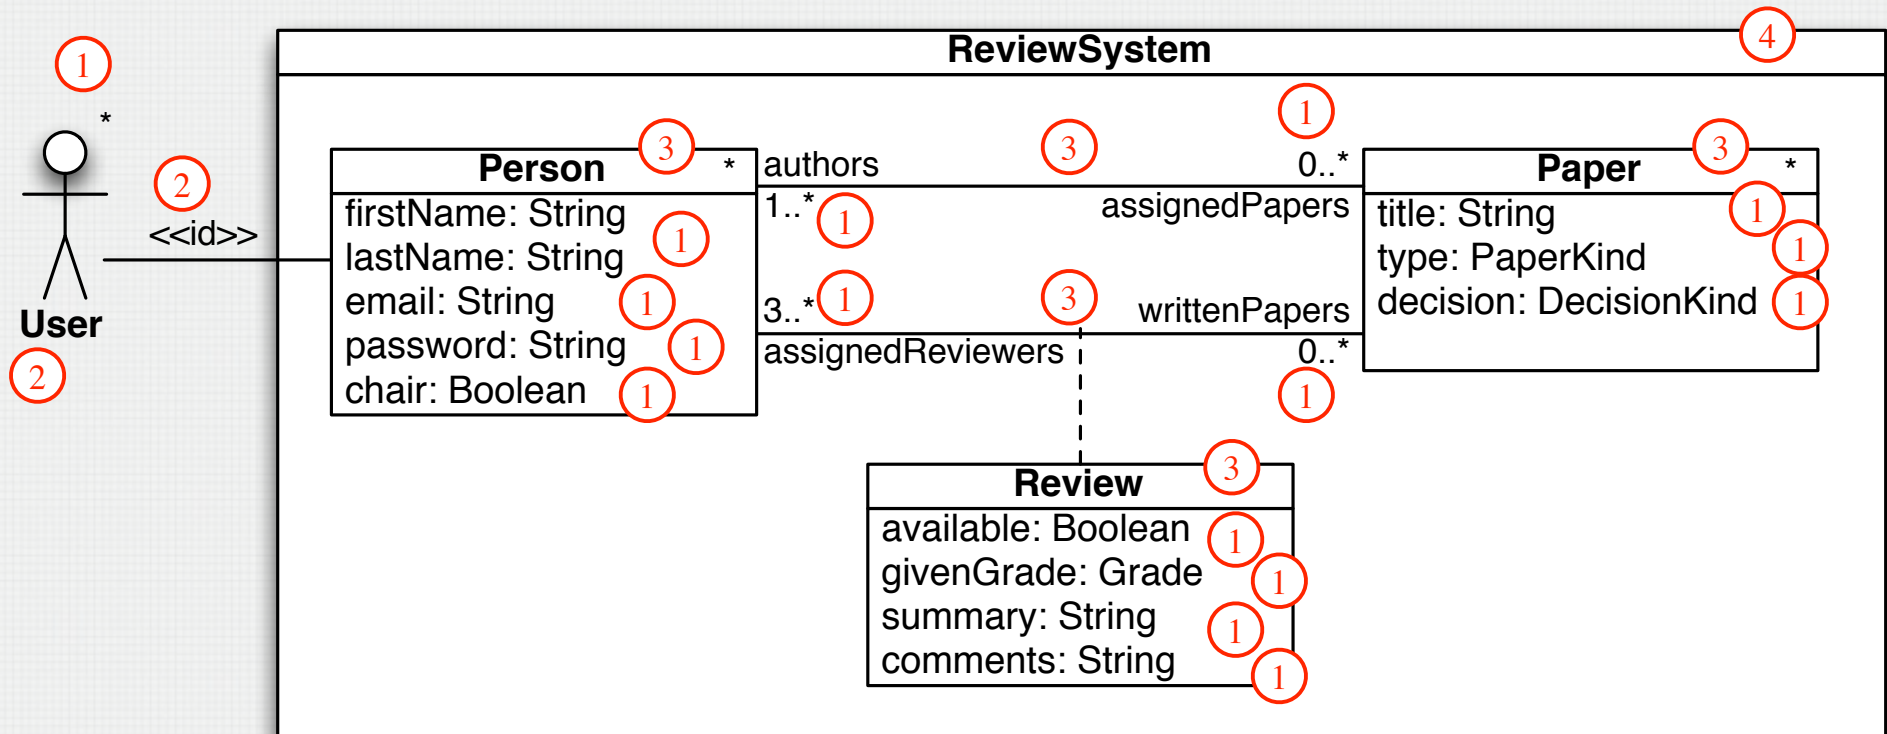 ReviewSystem
4
1
*
2
<<id>>
User
2
Person
3
*
firstName: String
lastName: String
1
email: String
1
password: String
1
chair: Boolean
1
authors
3
1
0..*
1..*
1
assignedPapers
3..*
1
3
writtenPapers
assignedReviewers
0..*
1
Paper
3
*
title: String
1
type: PaperKind
1
decision: DecisionKind
1
Review
3
available: Boolean
1
givenGrade: Grade
1
summary: String
1
comments: String
1